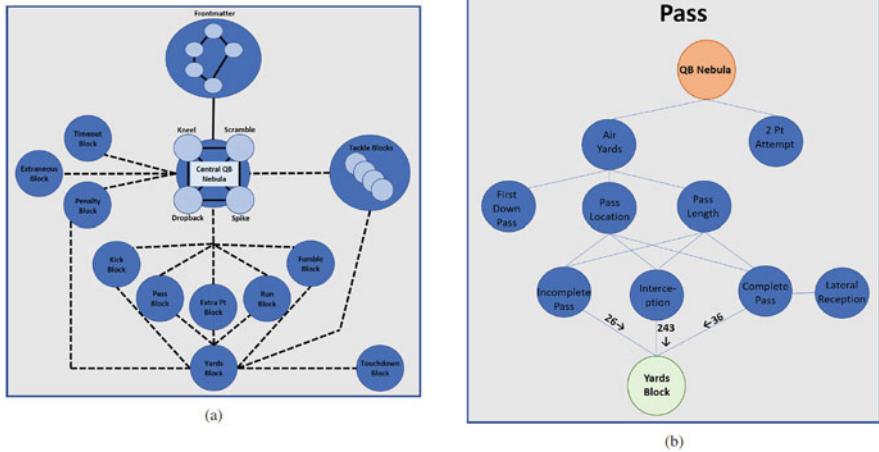 Frontmatter
Timeout
Block
Extraneous
Block
Penalty
Block
Kneel
Scramble
Central QB
Nebula
Dropback
Spike
Tackle Blocks
Kick
Block
Pass
Block
Extra Pt
Block
Run
Block
Fumble
Block
Yards
Block
Touchdown
Block
(a)
Pass
QB Nebula
Air
Yards
2 Pt
Attempt
First
Down
Pass
Pass
Location
Pass
Length
Incomplete
Pass
Interce-
ption
Complete
Pass
Lateral
Reception
26→
243
↓
←36
Yards
Block
(b)